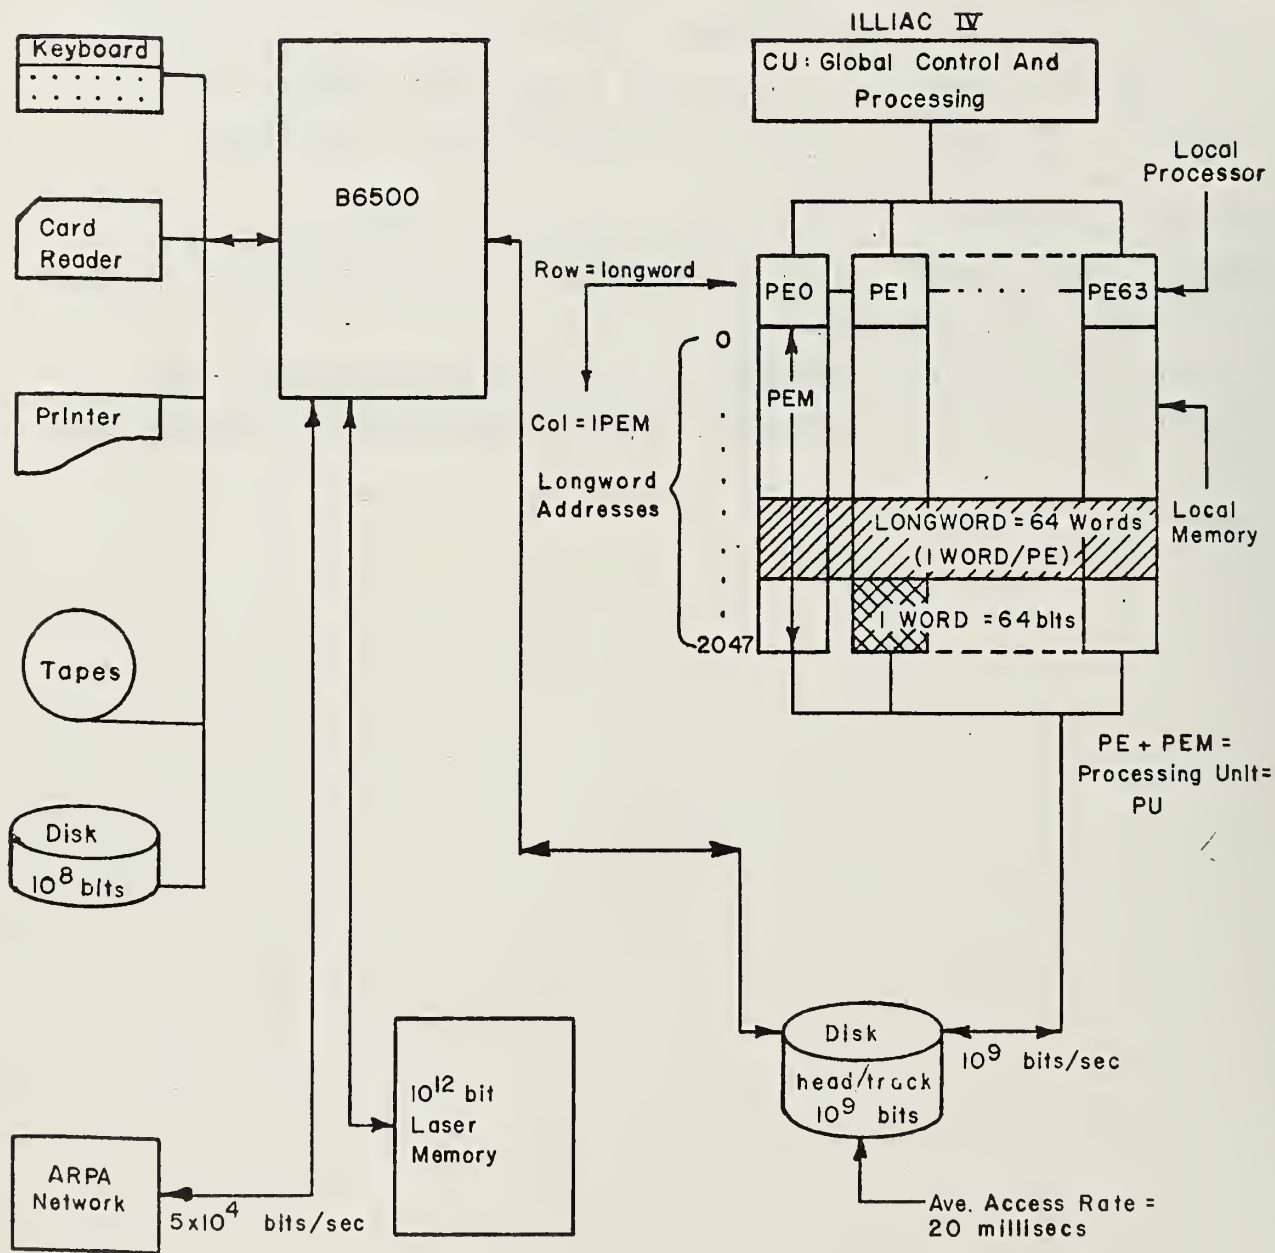 Keyboard
Card
Reader
Printer
Tapes
Disk
10^8 bits
ARPA
Network
5x10^4 bits/sec
B6500
10^12 bit
Laser
Memory
ILLIAC IV
CU: Global Control And
Processing
Local
Processor
Row = longword
PE0
PE1
PE63
0
PEM
Col = 1PEM
Longword
Addresses
LONGWORD = 64 Words
(1 WORD/PE)
Local
Memory
1 WORD = 64 bits
2047
PE + PEM =
Processing Unit=
PU
Disk
head/track
10^9 bits
10^9 bits/sec
Ave. Access Rate =
20 millisecs